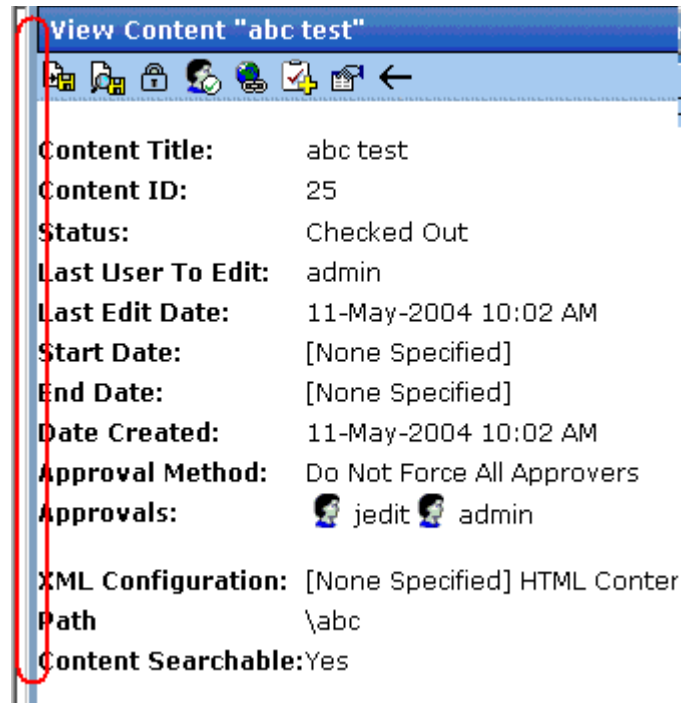 View Content "abc test"
Content Title: abc test
Content ID: 25
Status: Checked Out
Last User To Edit: admin
Last Edit Date: 11-May-2004 10:02 AM
Start Date: [None Specified]
End Date: [None Specified]
Date Created: 11-May-2004 10:02 AM
Approval Method: Do Not Force All Approvers
Approvals: jedit admin
XML Configuration: [None Specified] HTML Conten
Path \abc
Content Searchable:Yes